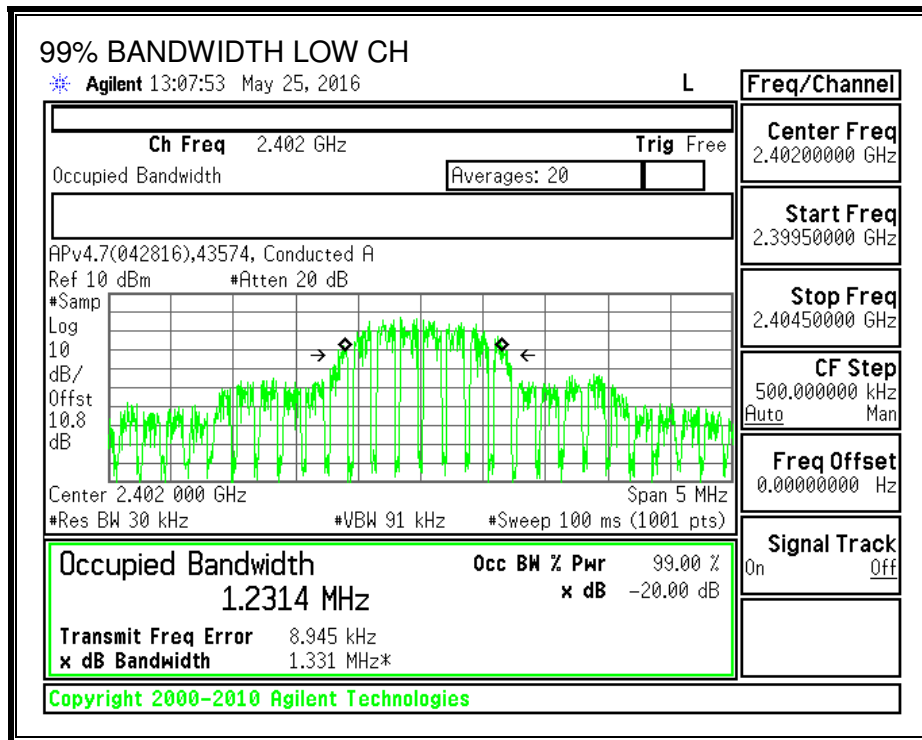 99% BANDWIDTH LOW CH
Agilent 13:07:53 May 25, 2016 L
Freq/Channel
Ch Freq 2.402 GHz Trig Free
Occupied Bandwidth Averages: 20
Center Freq
2.40200000 GHz
Start Freq
2.39950000 GHz
Stop Freq
2.40450000 GHz
CF Step
500.000000 kHz
Auto Man
Freq Offset
0.00000000 Hz
Signal Track
On Off
APv4.7(042816),43574, Conducted A
Ref 10 dBm #Atten 20 dB
#Samp
Log
10
dB/
Offst
10.8
dB
Center 2.402 000 GHz Span 5 MHz
#Res BW 30 kHz #VBW 91 kHz #Sweep 100 ms (1001 pts)
Occupied Bandwidth Occ BW % Pwr 99.00 %
1.2314 MHz x dB -20.00 dB
Transmit Freq Error 8.945 kHz
x dB Bandwidth 1.331 MHz*
Copyright 2000-2010 Agilent Technologies